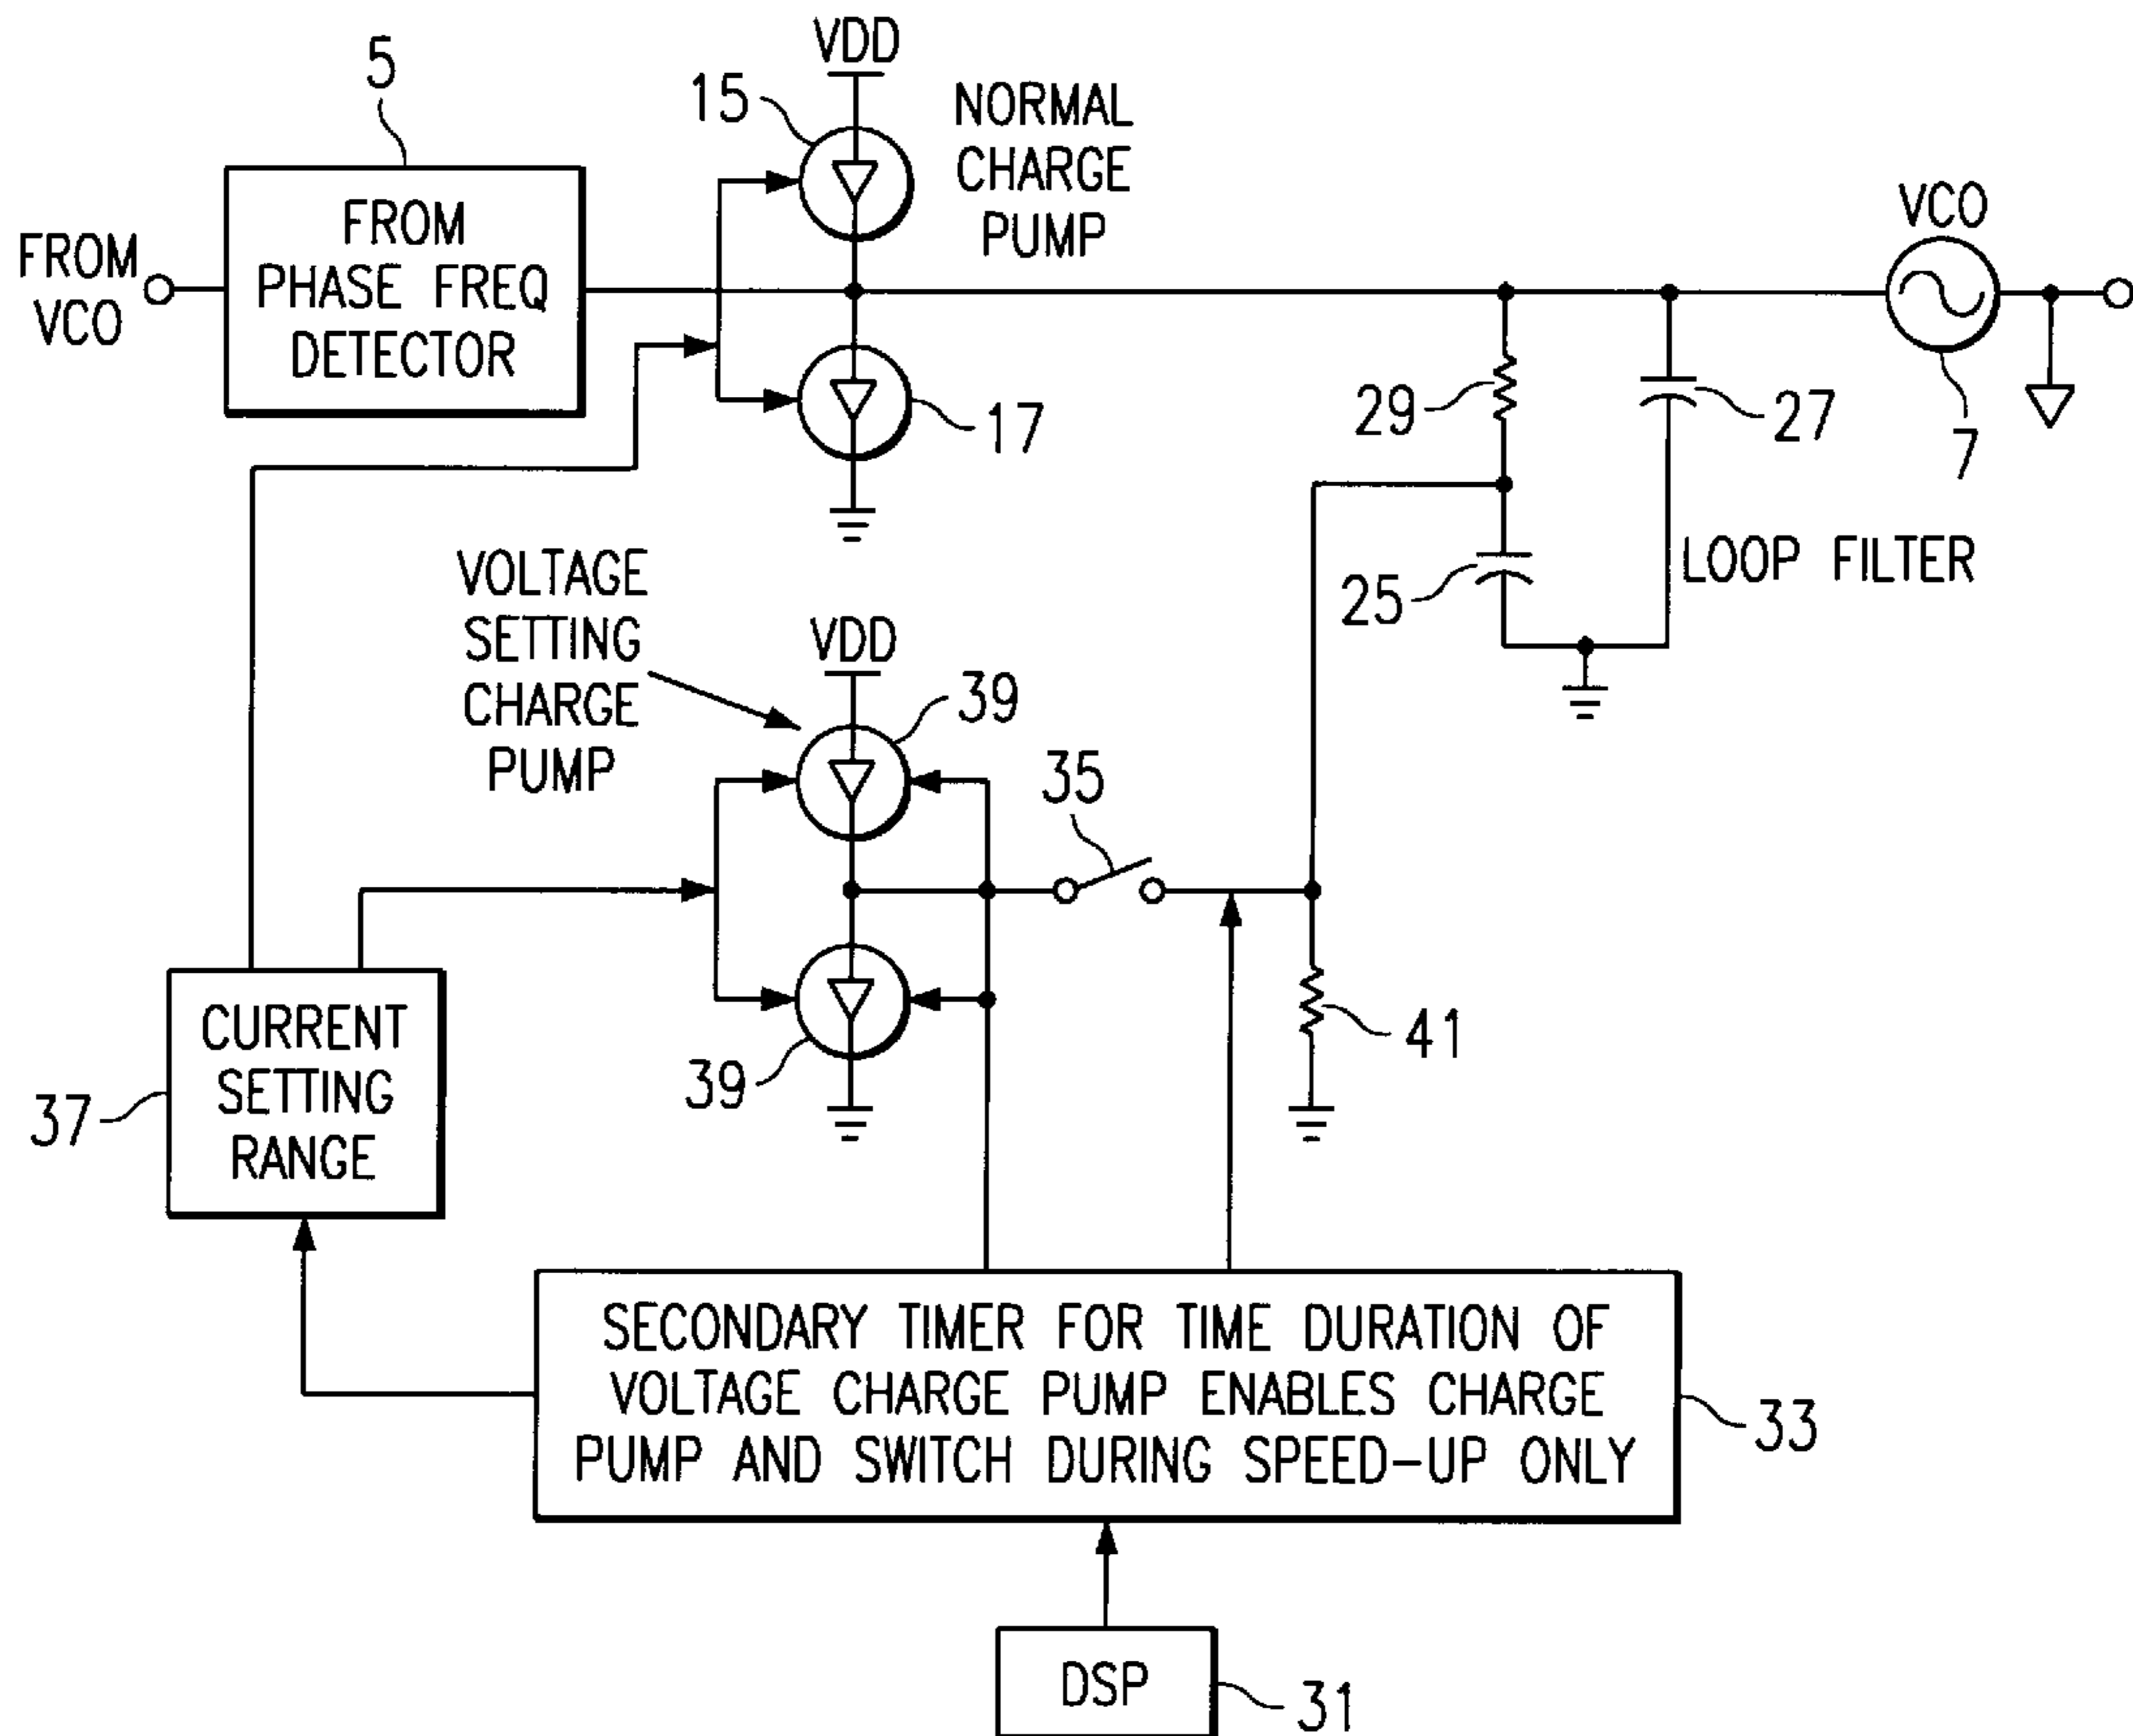 5
FROM
PHASE FREQ
DETECTOR
FROM
VCO
VDD
15
NORMAL
CHARGE
PUMP
17
VCO
7
29
27
25
LOOP FILTER
VOLTAGE
SETTING
CHARGE
PUMP
VDD
39
35
39
41
CURRENT
SETTING
RANGE
37
SECONDARY TIMER FOR TIME DURATION OF
VOLTAGE CHARGE PUMP ENABLES CHARGE
PUMP AND SWITCH DURING SPEED-UP ONLY
33
DSP
31